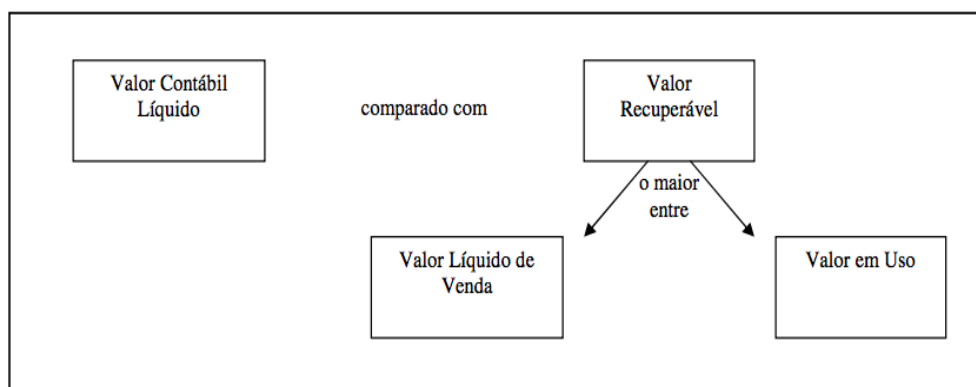 Valor Contábil
Líquido
comparado com
Valor
Recuperável
o maior
entre
Valor Líquido de
Venda
Valor em Uso